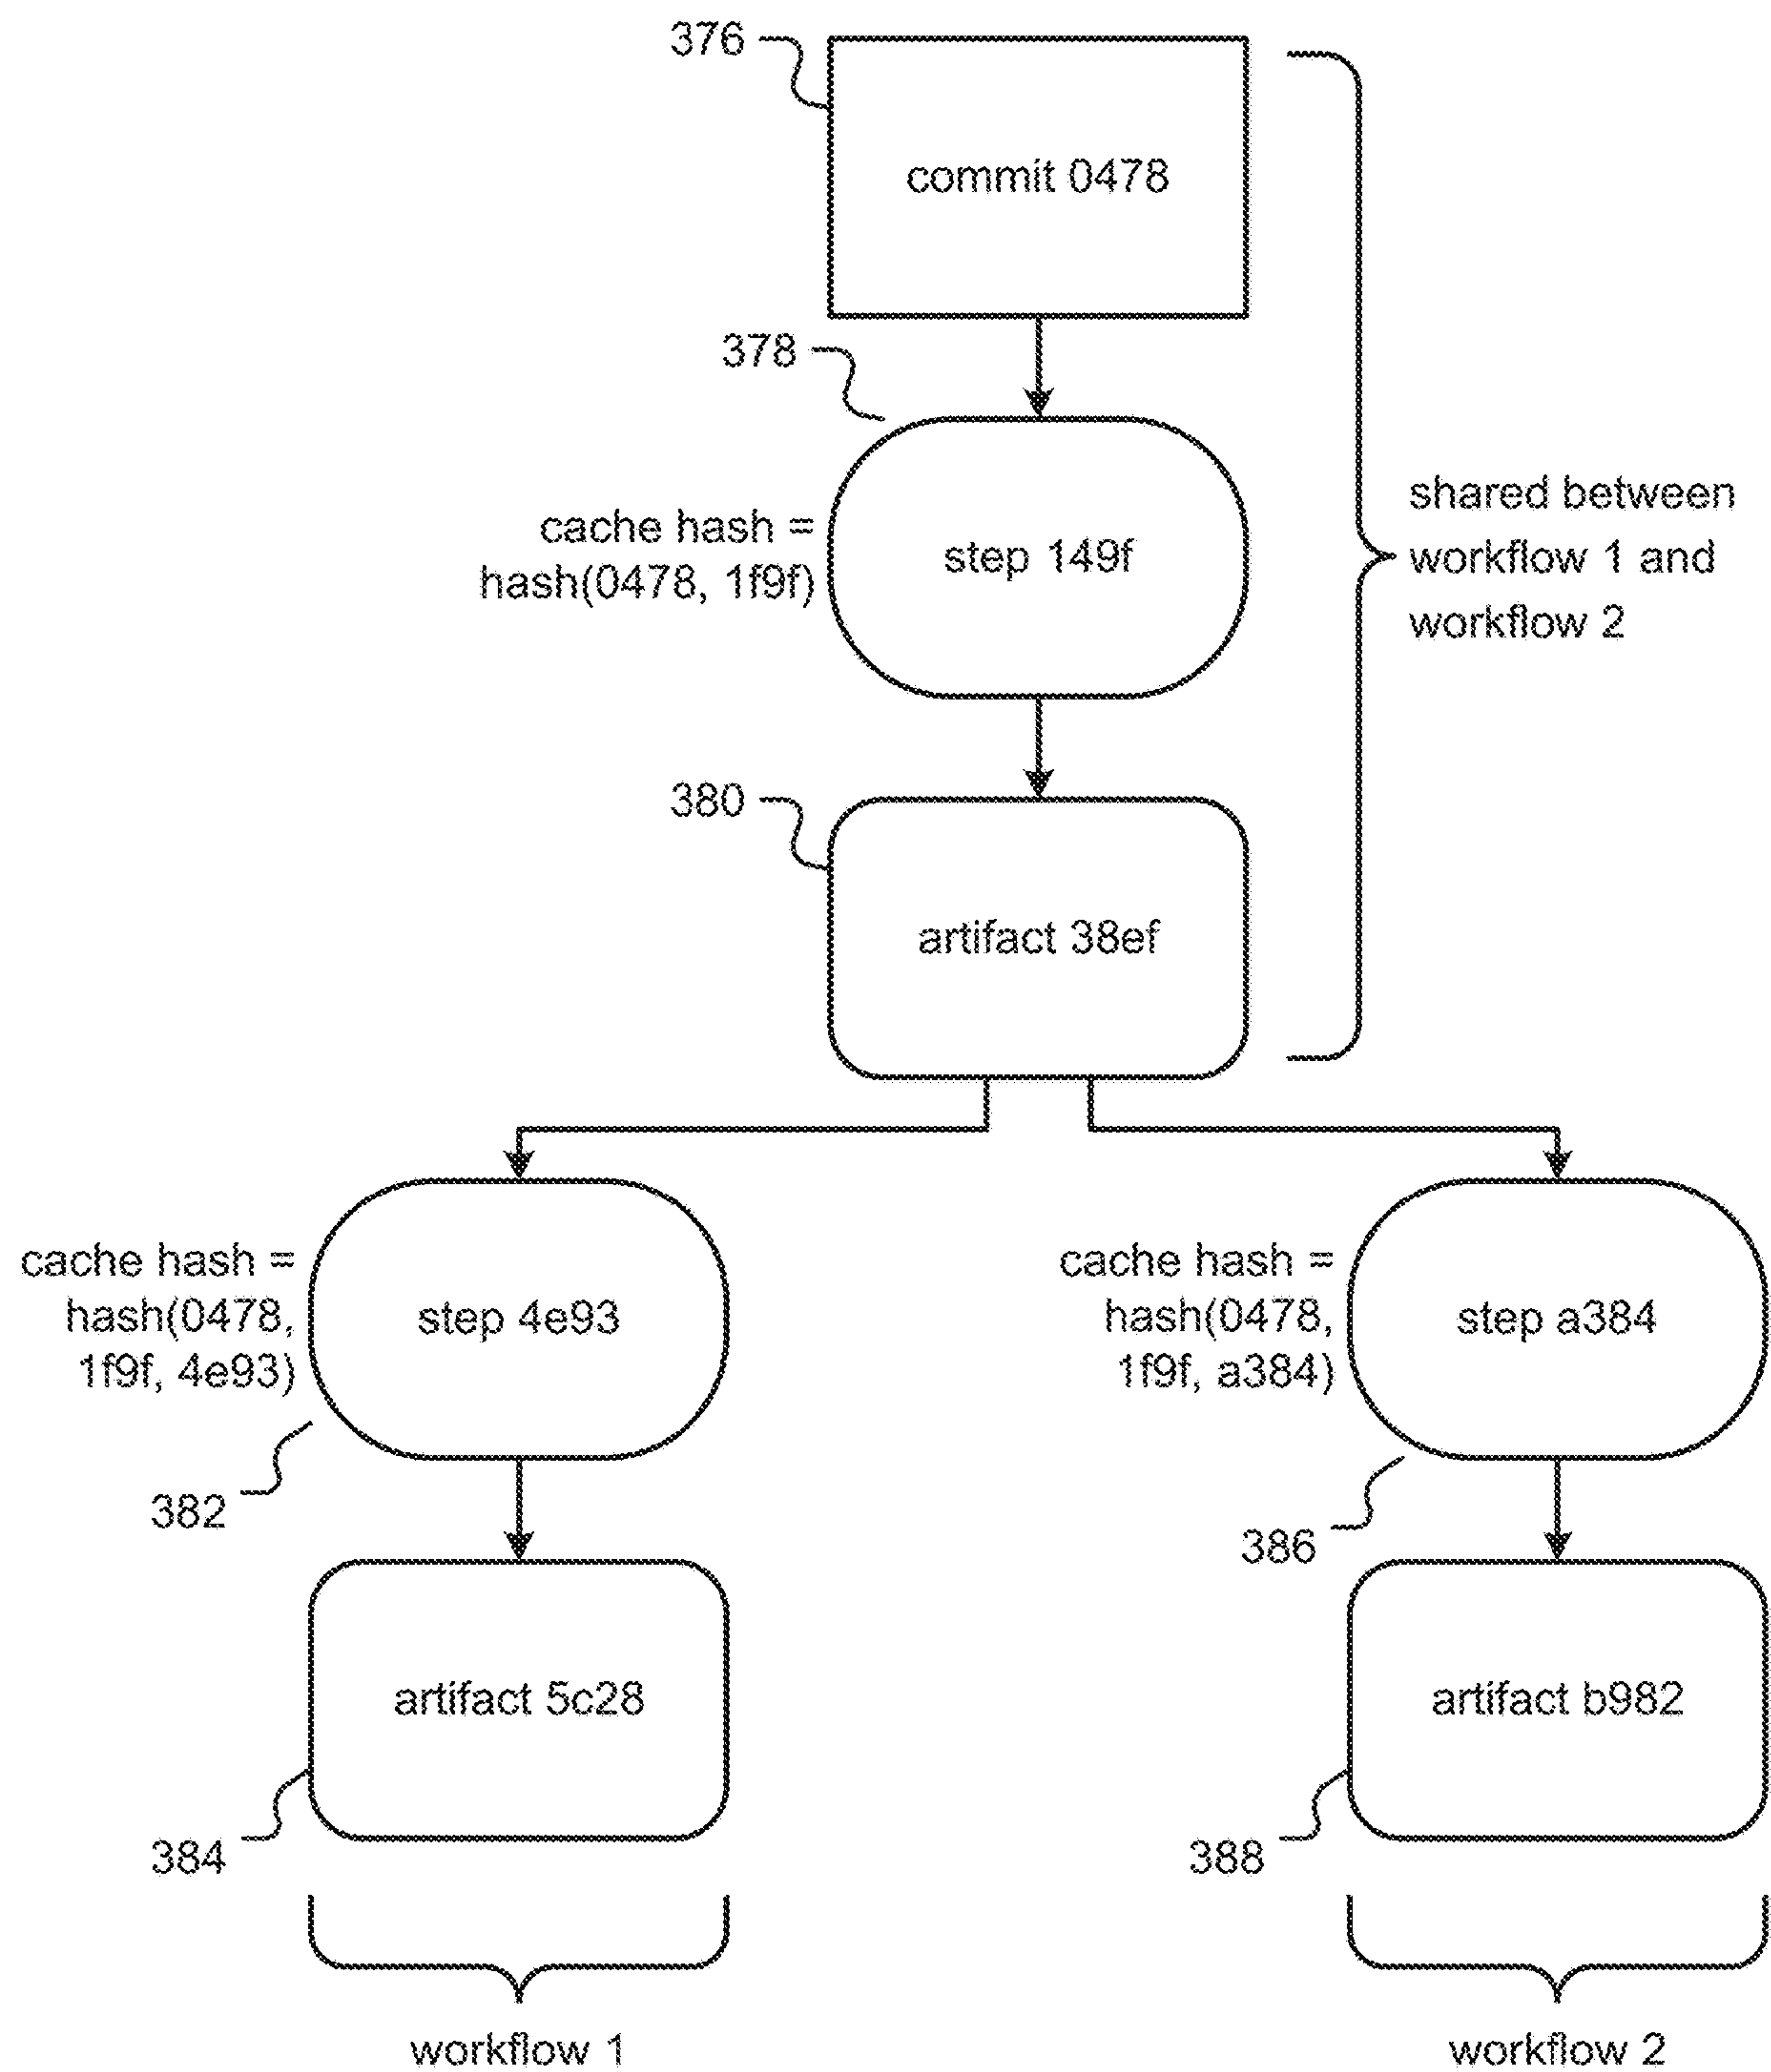 376
commit 0478
378
cache hash =
hash(0478, 1f9f)
step 149f
shared between
workflow 1 and
workflow 2
380
artifact 38ef
cache hash =
hash(0478,
1f9f, 4e93)
step 4e93
382
cache hash =
hash(0478,
1f9f, a384)
step a384
386
artifact 5c28
384
artifact b982
388
workflow 1
workflow 2